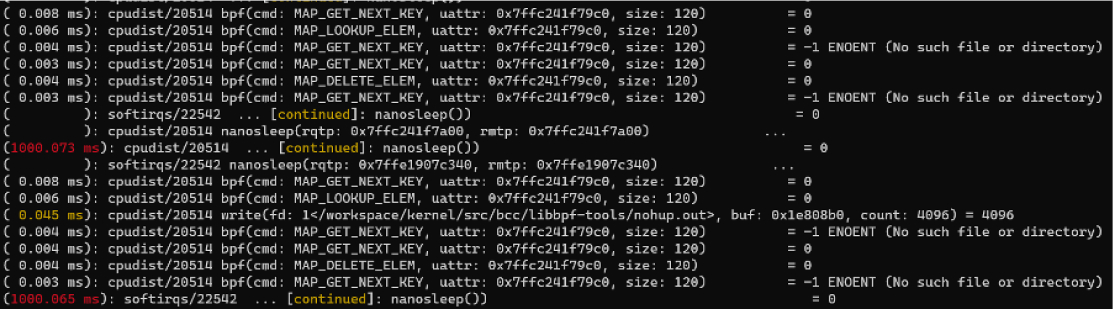 ... [continued]: nanosleep())                                    = 0
( 0.008 ms): cpudist/20514 bpf(cmd: MAP_GET_NEXT_KEY, uattr: 0x7ffc241f79c0, size: 120)          = 0
( 0.006 ms): cpudist/20514 bpf(cmd: MAP_LOOKUP_ELEM, uattr: 0x7ffc241f79c0, size: 120)           = 0
( 0.004 ms): cpudist/20514 bpf(cmd: MAP_GET_NEXT_KEY, uattr: 0x7ffc241f79c0, size: 120)          = -1 ENOENT (No such file or directory)
( 0.003 ms): cpudist/20514 bpf(cmd: MAP_GET_NEXT_KEY, uattr: 0x7ffc241f79c0, size: 120)          = 0
( 0.004 ms): cpudist/20514 bpf(cmd: MAP_DELETE_ELEM, uattr: 0x7ffc241f79c0, size: 120)           = 0
( 0.003 ms): cpudist/20514 bpf(cmd: MAP_GET_NEXT_KEY, uattr: 0x7ffc241f79c0, size: 120)          = -1 ENOENT (No such file or directory)
(         ): softirqs/22542  ... [continued]: nanosleep())                                        = 0
(         ): cpudist/20514 nanosleep(rqtp: 0x7ffc241f7a00, rmtp: 0x7ffc241f7a00)               ...
(1000.073 ms): cpudist/20514  ... [continued]: nanosleep())                                        = 0
(         ): softirqs/22542 nanosleep(rqtp: 0x7ffe1907c340, rmtp: 0x7ffe1907c340)               ...
( 0.008 ms): cpudist/20514 bpf(cmd: MAP_GET_NEXT_KEY, uattr: 0x7ffc241f79c0, size: 120)          = 0
( 0.006 ms): cpudist/20514 bpf(cmd: MAP_LOOKUP_ELEM, uattr: 0x7ffc241f79c0, size: 120)           = 0
( 0.045 ms): cpudist/20514 write(fd: 1</workspace/kernel/src/bcc/libbpf-tools/nohup.out>, buf: 0x1e808b0, count: 4096) = 4096
( 0.004 ms): cpudist/20514 bpf(cmd: MAP_GET_NEXT_KEY, uattr: 0x7ffc241f79c0, size: 120)          = -1 ENOENT (No such file or directory)
( 0.004 ms): cpudist/20514 bpf(cmd: MAP_GET_NEXT_KEY, uattr: 0x7ffc241f79c0, size: 120)          = 0
( 0.004 ms): cpudist/20514 bpf(cmd: MAP_DELETE_ELEM, uattr: 0x7ffc241f79c0, size: 120)           = 0
( 0.003 ms): cpudist/20514 bpf(cmd: MAP_GET_NEXT_KEY, uattr: 0x7ffc241f79c0, size: 120)          = -1 ENOENT (No such file or directory)
(1000.065 ms): softirqs/22542  ... [continued]: nanosleep())                                        = 0